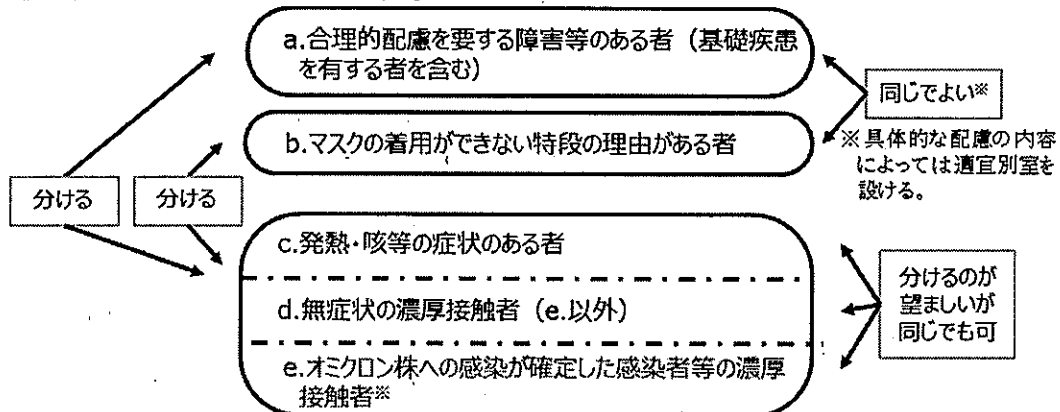 a.合理的配慮を要する障害等のある者（基礎疾患
を有する者を含む）
同じでよい※
b.マスクの着用ができない特段の理由がある者
※具体的な配慮の内容
によっては適宜別室を
設ける。
分ける
分ける
c.発熱・咳等の症状のある者
d.無症状の濃厚接触者（e.以外）
分けるのが
望ましいが
同じでも可
e.オミクロン株への感染が確定した感染者等の濃厚
接触者※